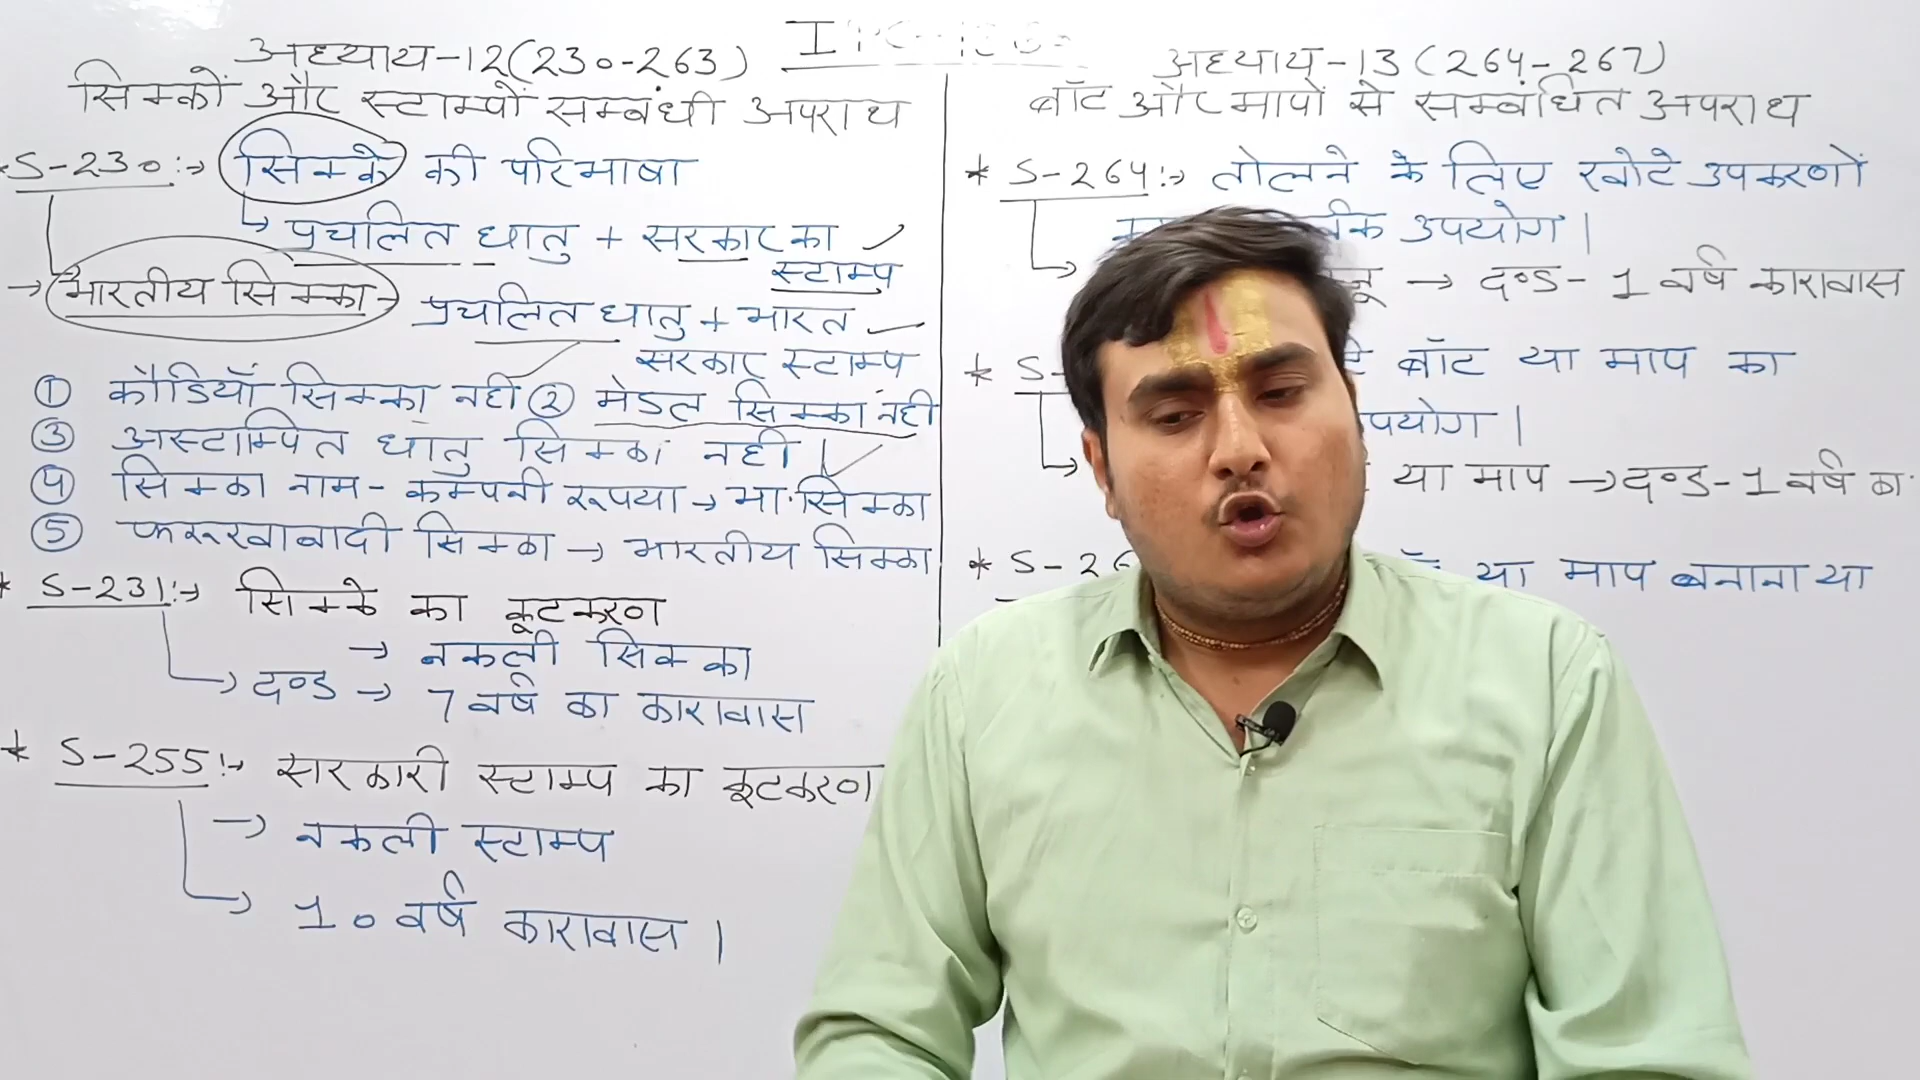 अध्याय-12(230-263)
सिक्कों और स्टाम्पों सम्बंधी अपराध
S-230:→ सिक्के की परिभाषा
↳ प्रचलित धातु + सरकार का
स्टाम्प
→ भारतीय सिक्का → प्रचलित धातु + भारत
सरकार स्टाम्प
① कौडियाँ सिक्का नही ② मेडल सिक्का नही
③ अस्टाम्पित धातु सिक्का नही।
④ सिक्का नाम - कम्पनी रूपया → भा. सिक्का
⑤ फरूखावादी सिक्का → भारतीय सिक्का
* S-231:→ सिक्के का कूटकरण
→ नकली सिक्का
→ दण्ड → 7 वर्ष का कारावास
* S-255:→ सरकारी स्टाम्प का कूटकरण
→ नकली स्टाम्प
→ 10 वर्ष कारावास।
अध्याय-13(264-267)
बाँट और मापों से सम्बंधित अपराध
* S-264:→ तोलने के लिए खोटे उपकरणों
उपयोग।
→ दण्ड - 1 वर्ष कारावास
* S-
बाँट या माप का
या माप → दण्ड - 1 वर्ष का
* S-26
या माप बनाना या